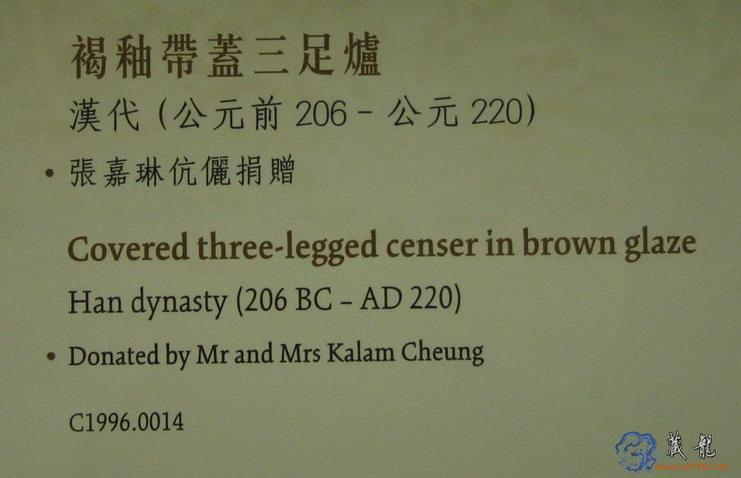 褐釉帶蓋三足爐
漢代 (公元前 206 – 公元 220)
• 張嘉琳伉儷捐贈
Covered three-legged censer in brown glaze
Han dynasty (206 BC – AD 220)
• Donated by Mr and Mrs Kalam Cheung
C1996.0014
藏龍